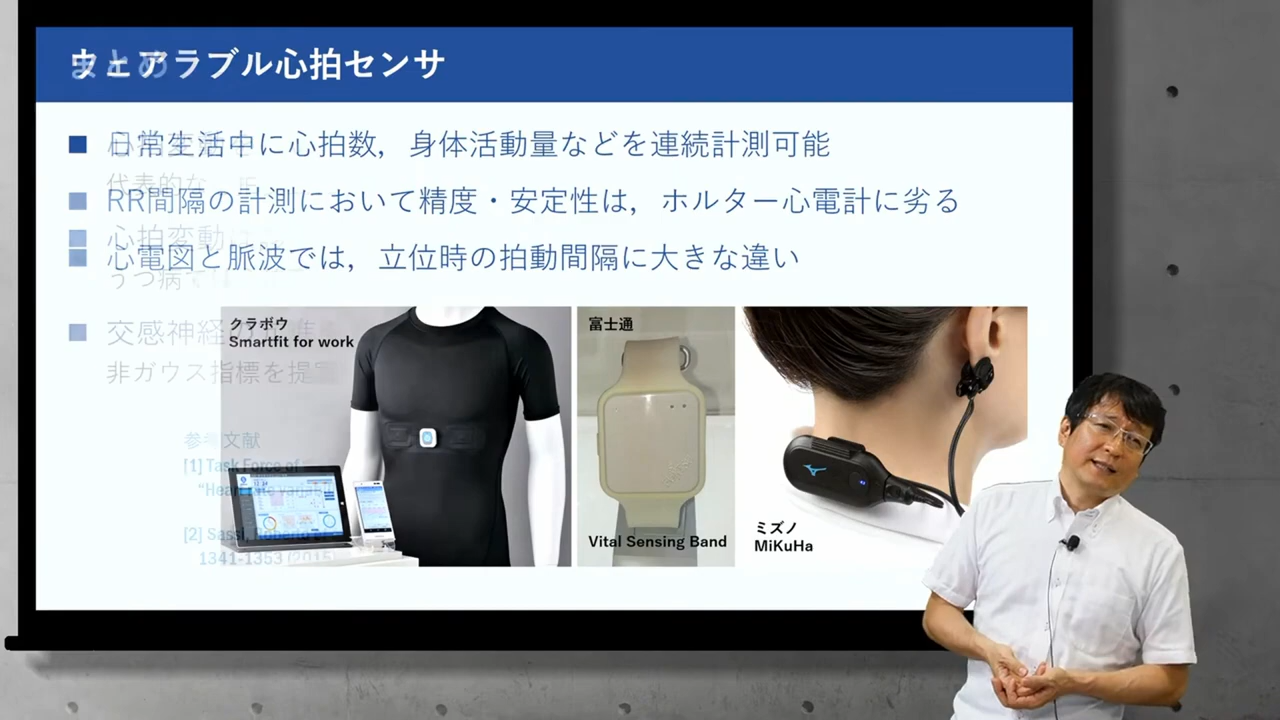 ウェアラブル心拍センサ
日常生活中に心拍数，身体活動量などを連続計測可能
代表的な
RR間隔の計測において精度・安定性は，ホルター心電計に劣る
心拍変動
心電図と脈波では，立位時の拍動間隔に大きな違い
うつ病で
交感神経
非ガウス指標を提
クラボウ
Smartfit for work
富士通
Vital Sensing Band
ミズノ
MiKuHa
参考文献
[1] Task Force of
"Heart rate variabil
[2] Sassi, Roberto
1341-1353 (2015)